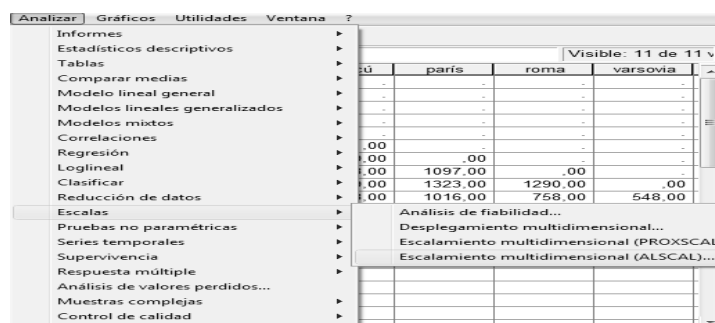 Analizar Gráficos Utilidades Ventana ?
Informes
Estadísticos descriptivos
Tablas
Comparar medias
Modelo lineal general
Modelos lineales generalizados
Modelos mixtos
Correlaciones
Regresión
Loglineal
Clasificar
Reducción de datos
Escalas
Pruebas no paramétricas
Series temporales
Supervivencia
Respuesta múltiple
Análisis de valores perdidos...
Muestras complejas
Control de calidad
Análisis de fiabilidad...
Desplegamiento multidimensional...
Escalamiento multidimensional (PROXSCAL
Escalamiento multidimensional (ALSCAL)...
Visible: 11 de 11 v
cú parís roma varsovia
. . . .
. . . .
. . . .
. . . .
,00 . . .
,00 ,00 . .
,00 1097,00 ,00 .
,00 1323,00 1290,00 ,00
,00 1016,00 758,00 548,00